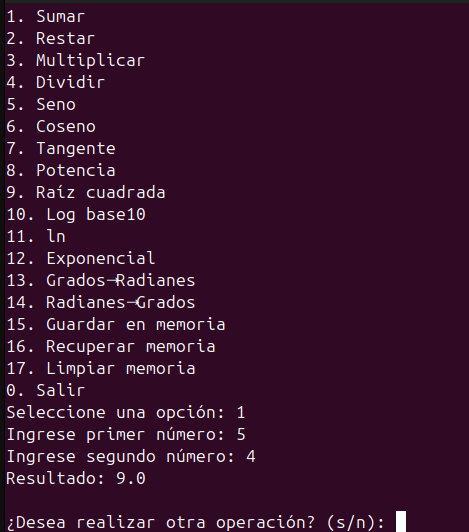 1. Sumar
2. Restar
3. Multiplicar
4. Dividir
5. Seno
6. Coseno
7. Tangente
8. Potencia
9. Raíz cuadrada
10. Log base10
11. ln
12. Exponencial
13. Grados→Radianes
14. Radianes→Grados
15. Guardar en memoria
16. Recuperar memoria
17. Limpiar memoria
0. Salir
Seleccione una opción: 1
Ingrese primer número: 5
Ingrese segundo número: 4
Resultado: 9.0
¿Desea realizar otra operación? (s/n):